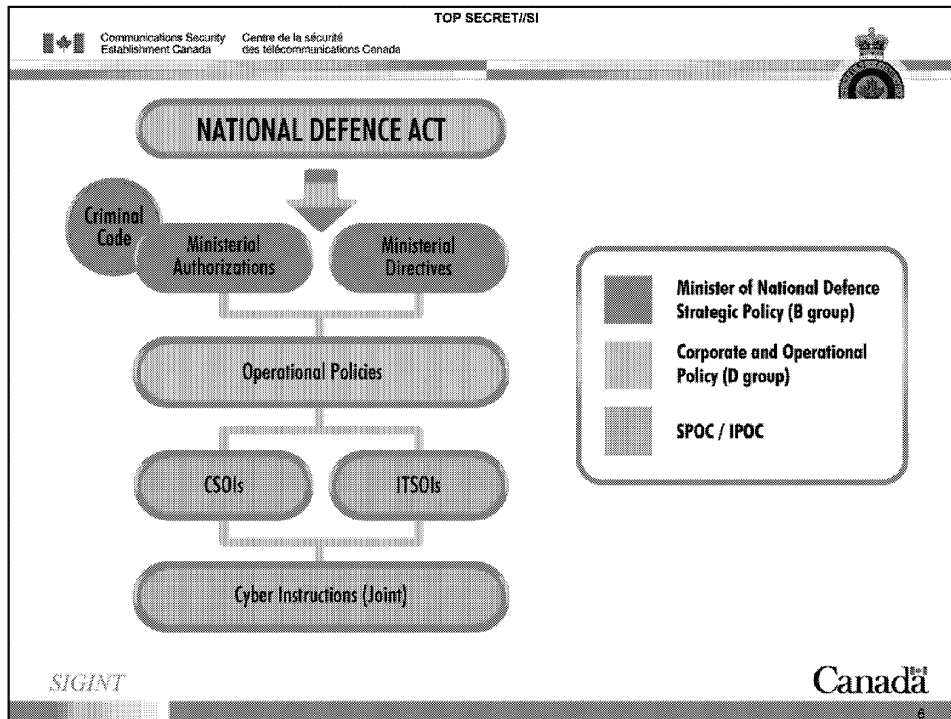 TOP SECRET//SI
Communications Security
Establishment Canada
Centre de la sécurité
des télécommunications Canada
NATIONAL DEFENCE ACT
Criminal
Code
Ministerial
Authorizations
Ministerial
Directives
Operational Policies
CSOIs
ITSOIs
Cyber Instructions (Joint)
Minister of National Defence
Strategic Policy (B group)
Corporate and Operational
Policy (D group)
SPOC / IPOC
SIGINT
Canada